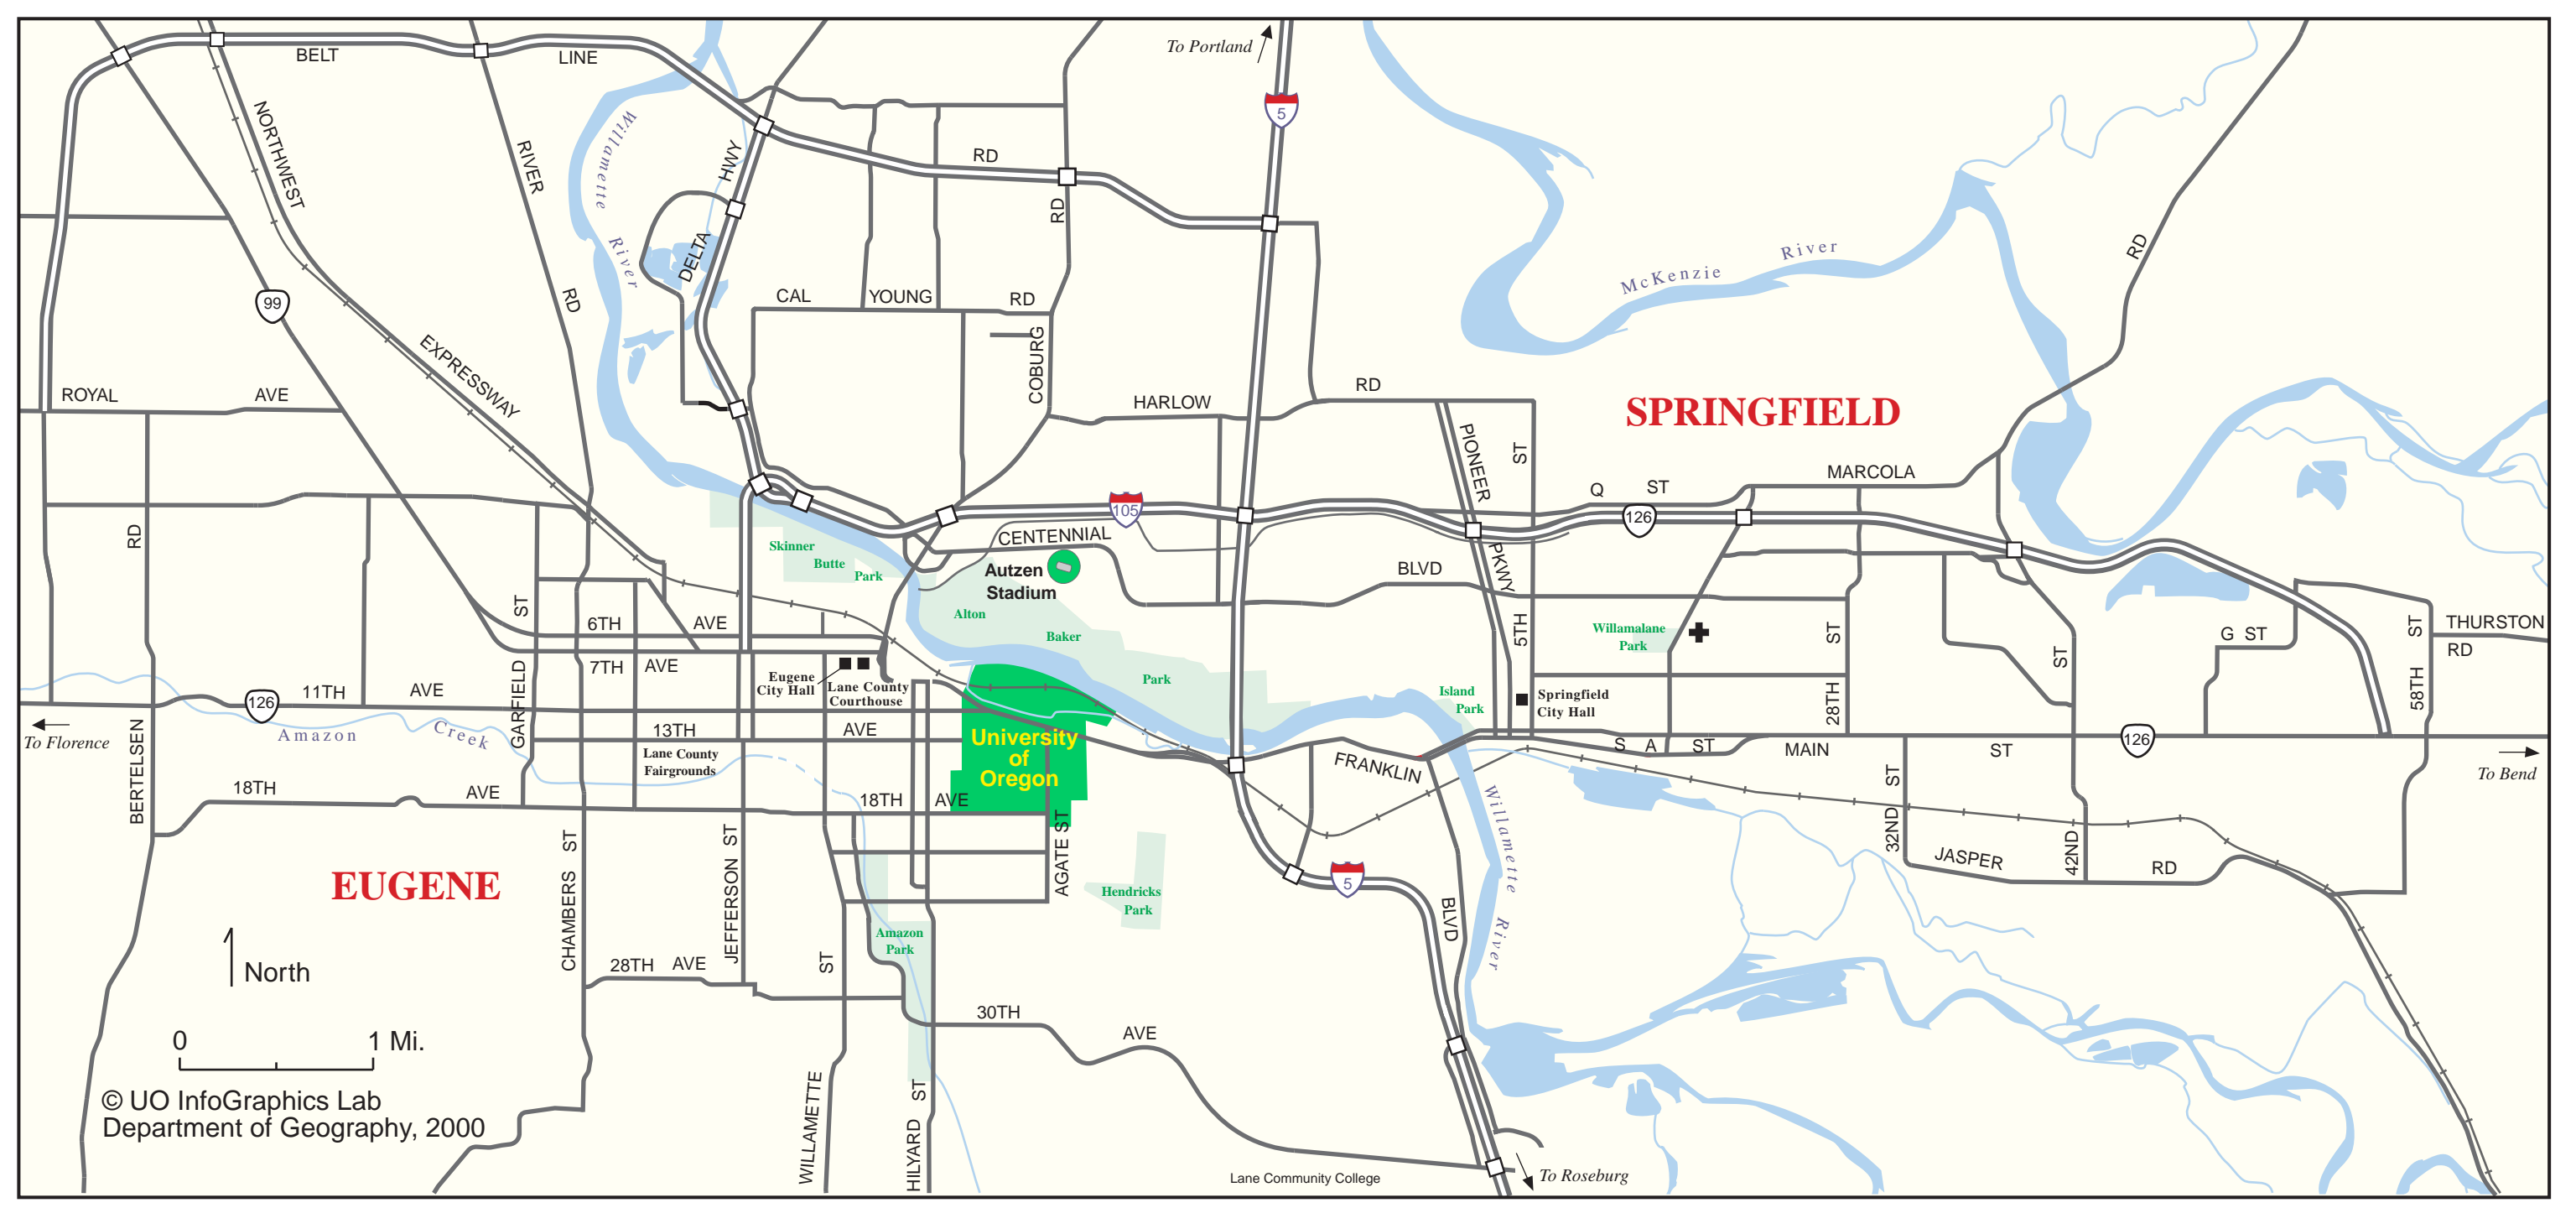 To Portland
BELT
LINE
5
NORTHWEST
RIVER
Willamette
HWY
RD
RD
River
DELTA
McKenzie
River
RD
99
RD
CAL
YOUNG
RD
EXPRESSWAY
COBURG
ROYAL
AVE
HARLOW
RD
SPRINGFIELD
PIONEER
ST
MARCOLA
Q
ST
105
126
RD
CENTENNIAL
Skinner
Butte
Park
Autzen
Stadium
BLVD
PKWY
ST
6TH
AVE
Alton
Baker
Park
5TH
Willamalane
Park
ST
ST
G ST
ST
THURSTON
RD
7TH
AVE
Eugene
City Hall
Lane County
Courthouse
Island
Park
Springfield
City Hall
28TH
58TH
11TH
AVE
126
GARFIELD
To Florence
Amazon
Creek
BERTELSEN
13TH
AVE
University
of
Oregon
Lane County
Fairgrounds
FRANKLIN
S A ST
MAIN
ST
126
To Bend
18TH
AVE
18TH
AVE
Willamette
River
ST
32ND
42ND
JASPER
RD
EUGENE
CHAMBERS ST
JEFFERSON ST
AGATE ST
Hendricks
Park
5
BLVD
Amazon
Park
North
28TH
AVE
ST
30TH
AVE
0
1 Mi.
WILLAMETTE
HILYARD ST
© UO InfoGraphics Lab
Department of Geography, 2000
Lane Community College
To Roseburg